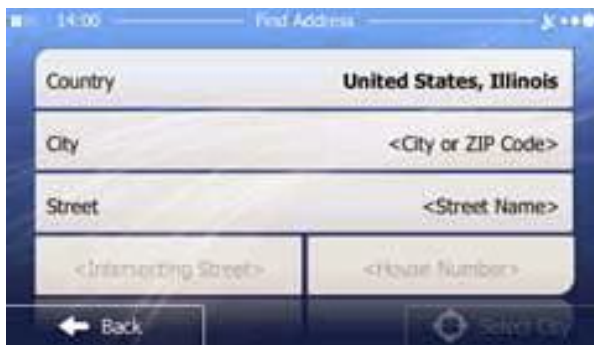 14:00 Find Address
Country United States, Illinois
City <City or ZIP Code>
Street <Street Name>
<Intersecting Street> <House Number>
Back Select City